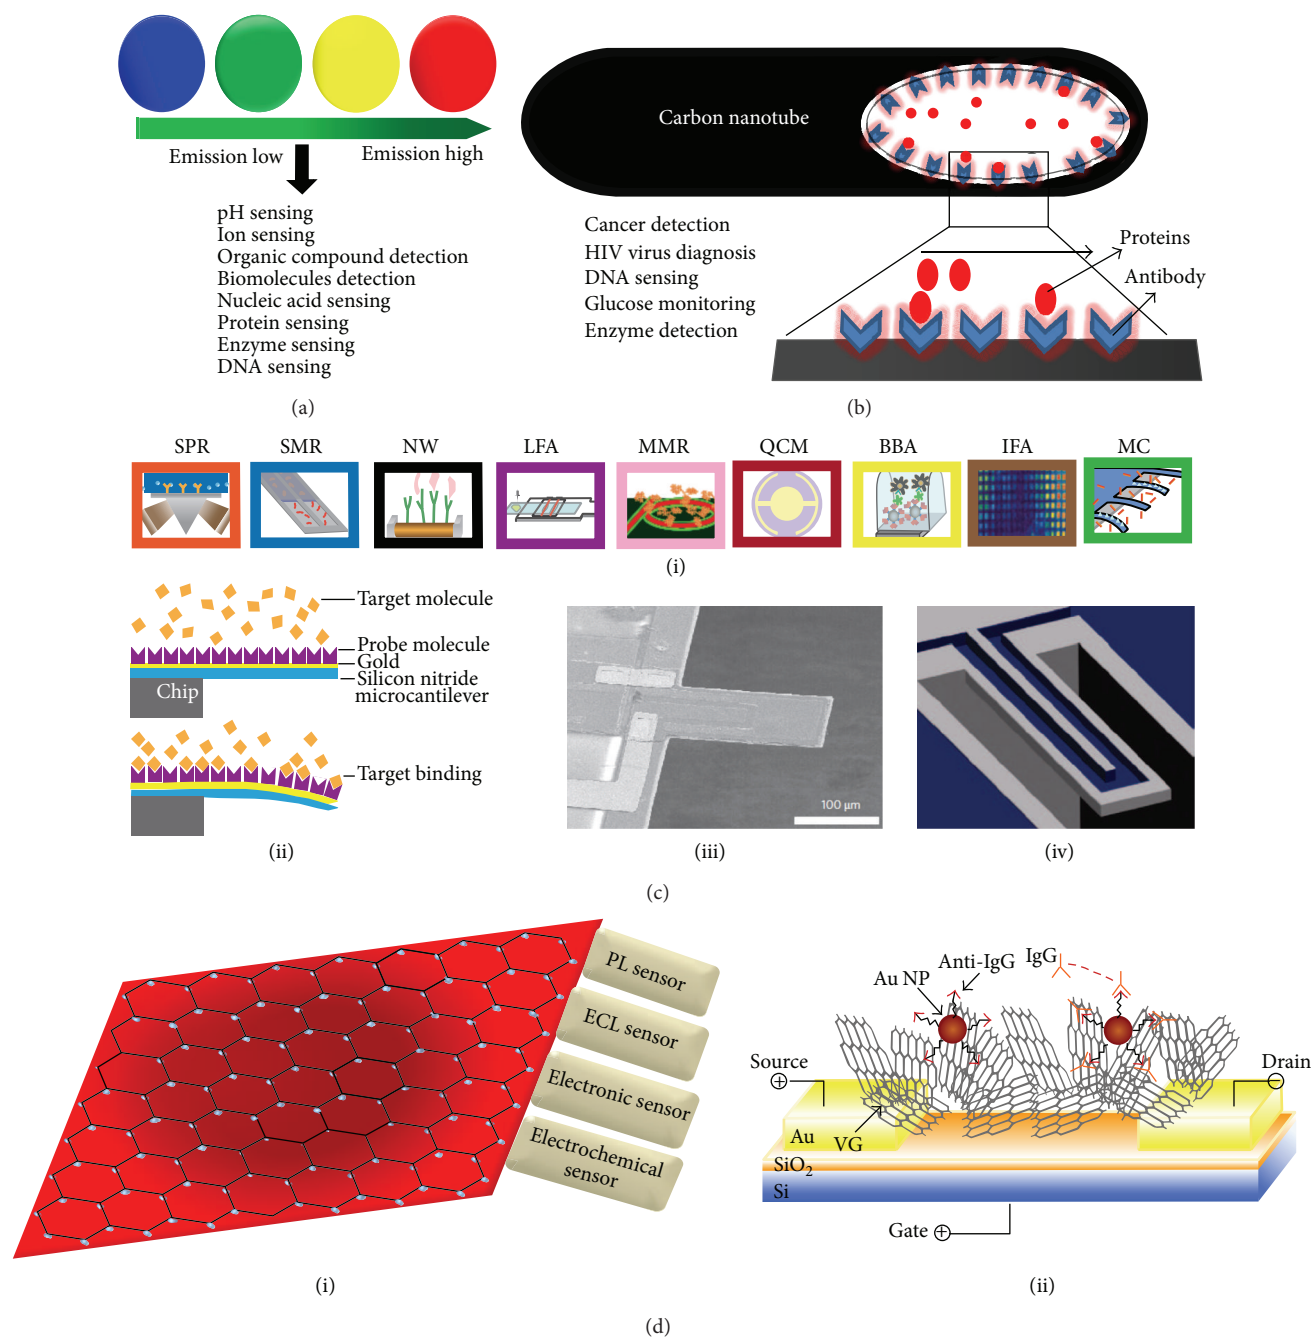 Emission low
Emission high
pH sensing
Ion sensing
Organic compound detection
Biomolecules detection
Nucleic acid sensing
Protein sensing
Enzyme sensing
DNA sensing
(a)
Carbon nanotube
Cancer detection
HIV virus diagnosis
DNA sensing
Glucose monitoring
Enzyme detection
Proteins
Antibody
(b)
SPR
SMR
NW
LFA
MMR
QCM
BBA
IFA
MC
(i)
Target molecule
Probe molecule
Gold
Silicon nitride
microcantilever
Chip
Target binding
(ii)
100 μm
(iii)
(iv)
(c)
PL sensor
ECL sensor
Electronic sensor
Electrochemical
sensor
(i)
Au NP
Anti-IgG
IgG
Source
Drain
Au
VG
SiO₂
Si
Gate
(ii)
(d)